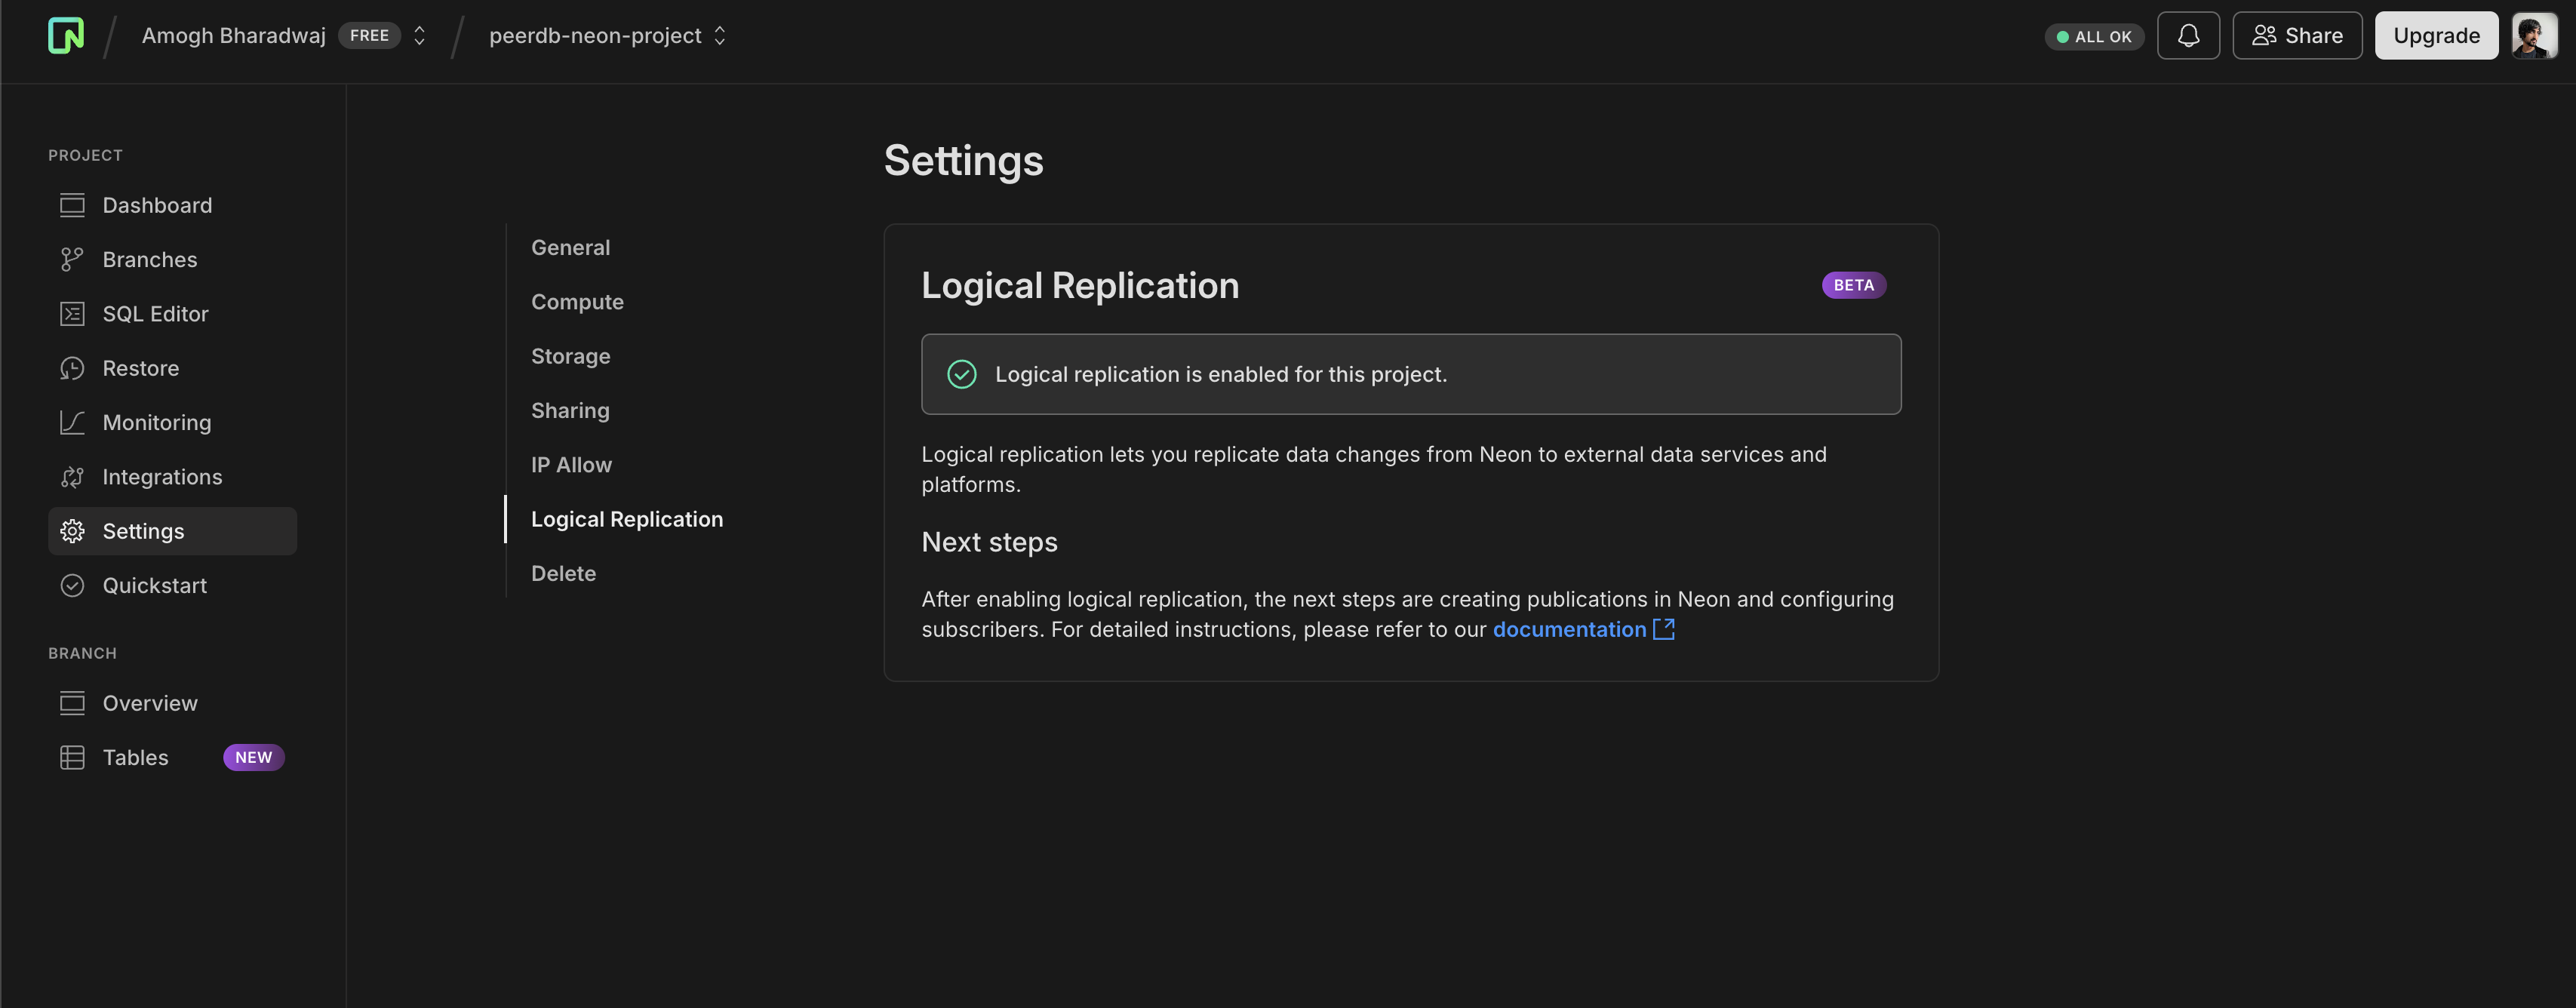 Amogh Bharadwaj FREE peerdb-neon-project ALL OK Share Upgrade
PROJECT
Dashboard
Branches
SQL Editor
Restore
Monitoring
Integrations
Settings
Quickstart
BRANCH
Overview
Tables NEW
General
Compute
Storage
Sharing
IP Allow
Logical Replication
Delete
Settings
Logical Replication BETA
Logical replication is enabled for this project.
Logical replication lets you replicate data changes from Neon to external data services and
platforms.
Next steps
After enabling logical replication, the next steps are creating publications in Neon and configuring
subscribers. For detailed instructions, please refer to our documentation